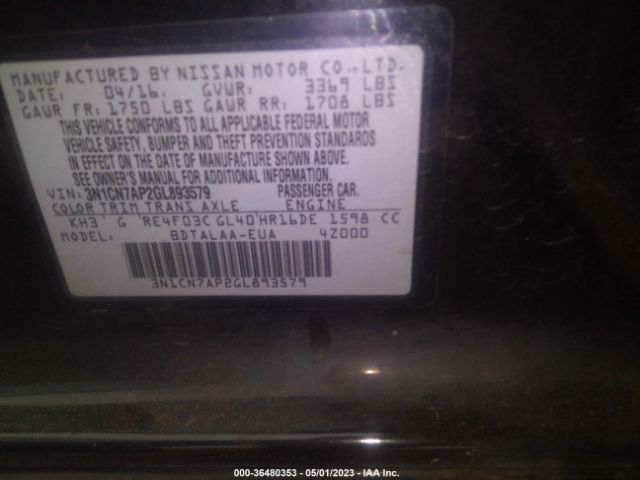 MANUFACTURED BY NISSAN MOTOR CO.,LTD.
DATE: 04/16. GVWR: 3369 LBS
GAWR FR: 1750 LBS GAWR RR: 1708 LBS
THIS VEHICLE CONFORMS TO ALL APPLICABLE FEDERAL MOTOR
VEHICLE SAFETY, BUMPER AND THEFT PREVENTION STANDARDS
IN EFFECT ON THE DATE OF MANUFACTURE SHOWN ABOVE.
SEE OWNER'S MANUAL FOR ADDITIONAL INFORMATION.
VIN: 3N1CN7AP2GL893579 PASSENGER CAR.
COLOR TRIM TRANS AXLE ENGINE
KH3 G RE4F03C GL40 HR16DE 1598 CC
MODEL: BDTALAA-EUA 4Z000
3N1CN7AP2GL893579
000-36480353 - 05/01/2023 - IAA Inc.